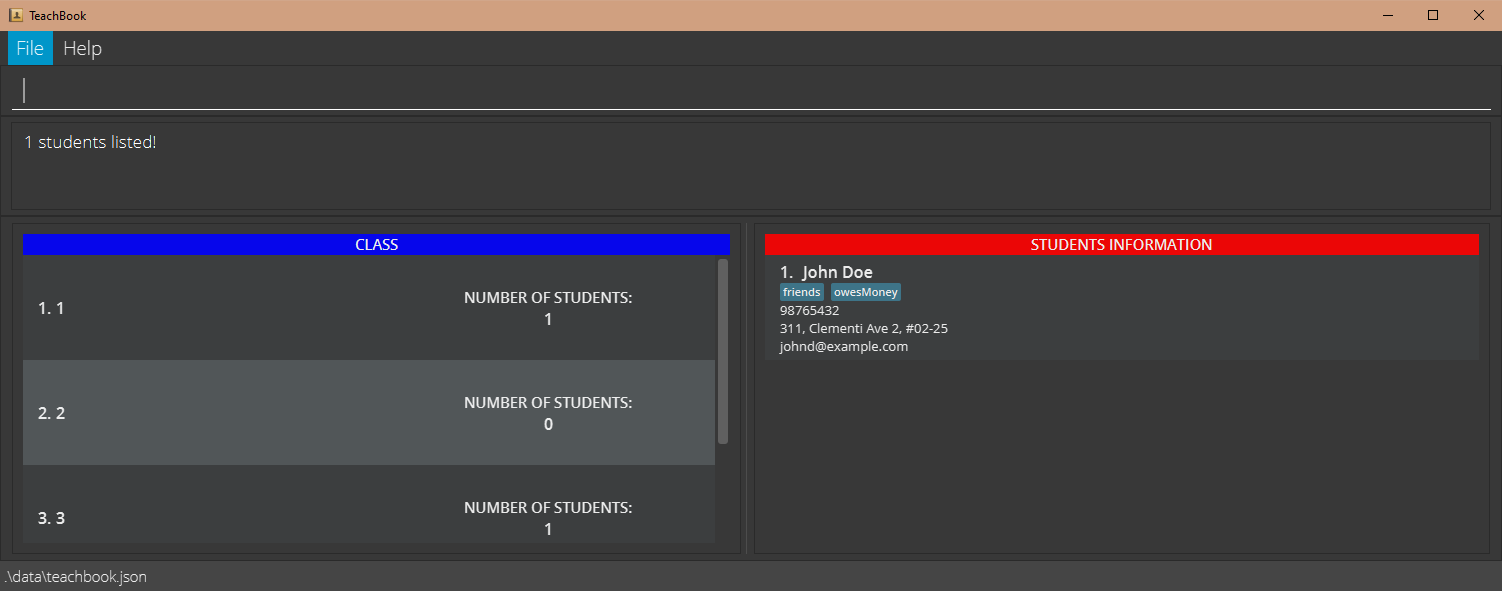 TeachBook
File Help
1 students listed!
CLASS
1. 1
NUMBER OF STUDENTS:
1
2. 2
NUMBER OF STUDENTS:
0
3. 3
NUMBER OF STUDENTS:
1
STUDENTS INFORMATION
1. John Doe
friends owesMoney
98765432
311, Clementi Ave 2, #02-25
johnd@example.com
.\data\teachbook.json